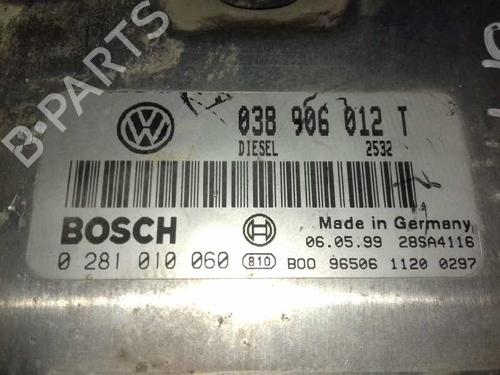 B-PARTS
038 906 012 T
DIESEL 2532
BOSCH
Made in Germany
06.05.99 28SA4116
0 281 010 060 810 B00 96506 1120 0297